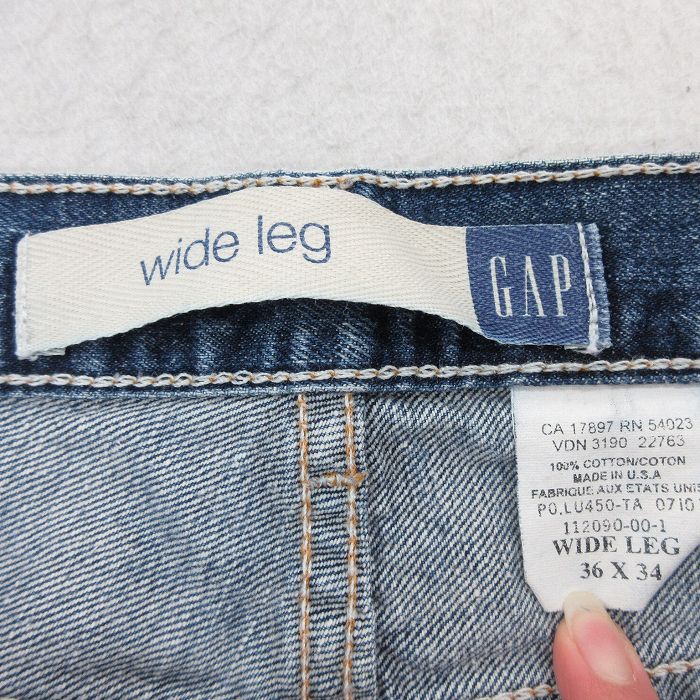 wide leg
GAP
CA 17897 RN 54023
VDN 3190 22763
100% COTTON/COTON
MADE IN U.S.A
FABRIQUE AUX ETATS UNIS
PO.LU450-TA 0710
112090-00-1
WIDE LEG
36 X 34